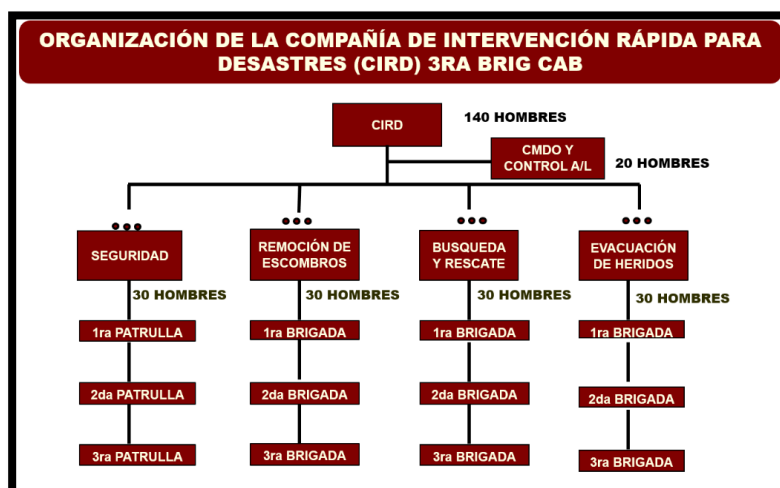 ORGANIZACIÓN DE LA COMPAÑÍA DE INTERVENCIÓN RÁPIDA PARA
DESASTRES (CIRD) 3RA BRIG CAB
CIRD
140 HOMBRES
CMDO Y
CONTROL A/L
20 HOMBRES
SEGURIDAD
REMOCIÓN DE
ESCOMBROS
BUSQUEDA
Y RESCATE
EVACUACIÓN
DE HERIDOS
30 HOMBRES
30 HOMBRES
30 HOMBRES
30 HOMBRES
1ra PATRULLA
1ra BRIGADA
1ra BRIGADA
1ra BRIGADA
2da PATRULLA
2da BRIGADA
2da BRIGADA
2da BRIGADA
3ra PATRULLA
3ra BRIGADA
3ra BRIGADA
3ra BRIGADA